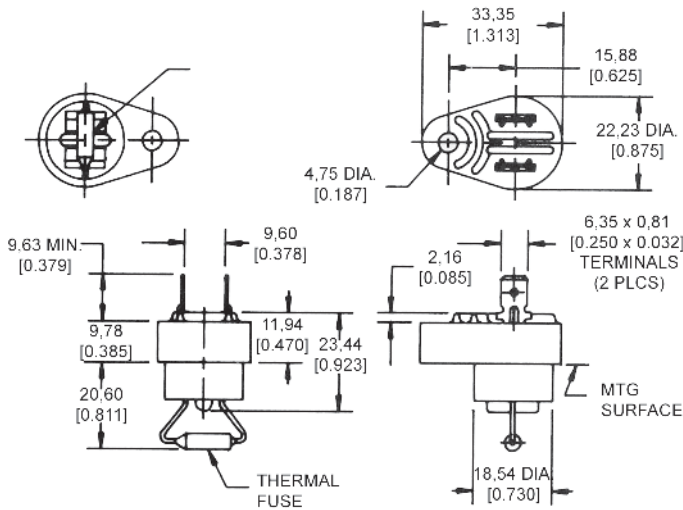 33,35
[1.313]
15,88
[0.625]
22,23 DIA.
[0.875]
4,75 DIA.
[0.187]
9.63 MIN.
[0.379]
9,60
[0.378]
9,78
[0.385]
11,94
[0.470]
23,44
[0.923]
20,60
[0.811]
THERMAL
FUSE
2,16
[0.085]
6,35 x 0,81
[0.250 x 0.032]
TERMINALS
(2 PLCS)
MTG
SURFACE
18,54 DIA
[0.730]